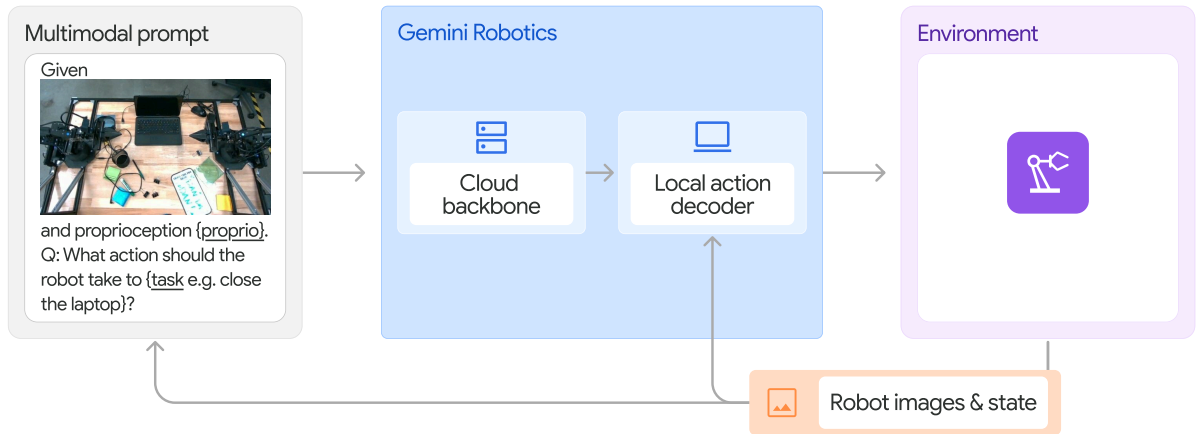 Multimodal prompt
Given
and proprioception {proprio}.
Q: What action should the
robot take to {task e.g. close
the laptop}?
Gemini Robotics
Cloud
backbone
Local action
decoder
Environment
Robot images & state